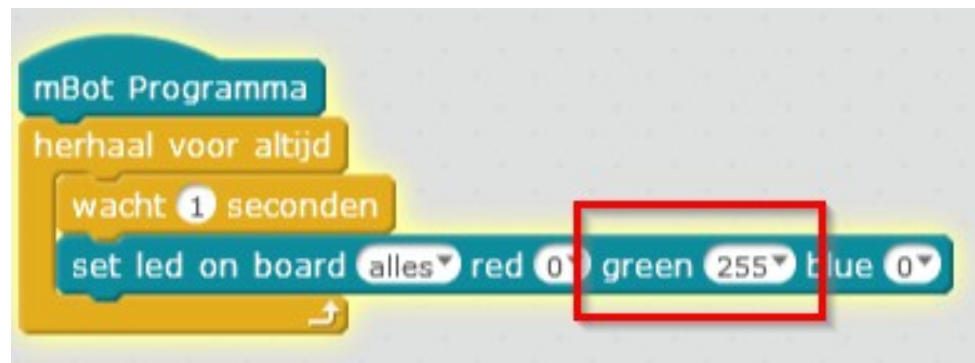 mBot Programma
herhaal voor altijd
wacht 1 seconden
set led on board alles red 0 green 255 blue 0